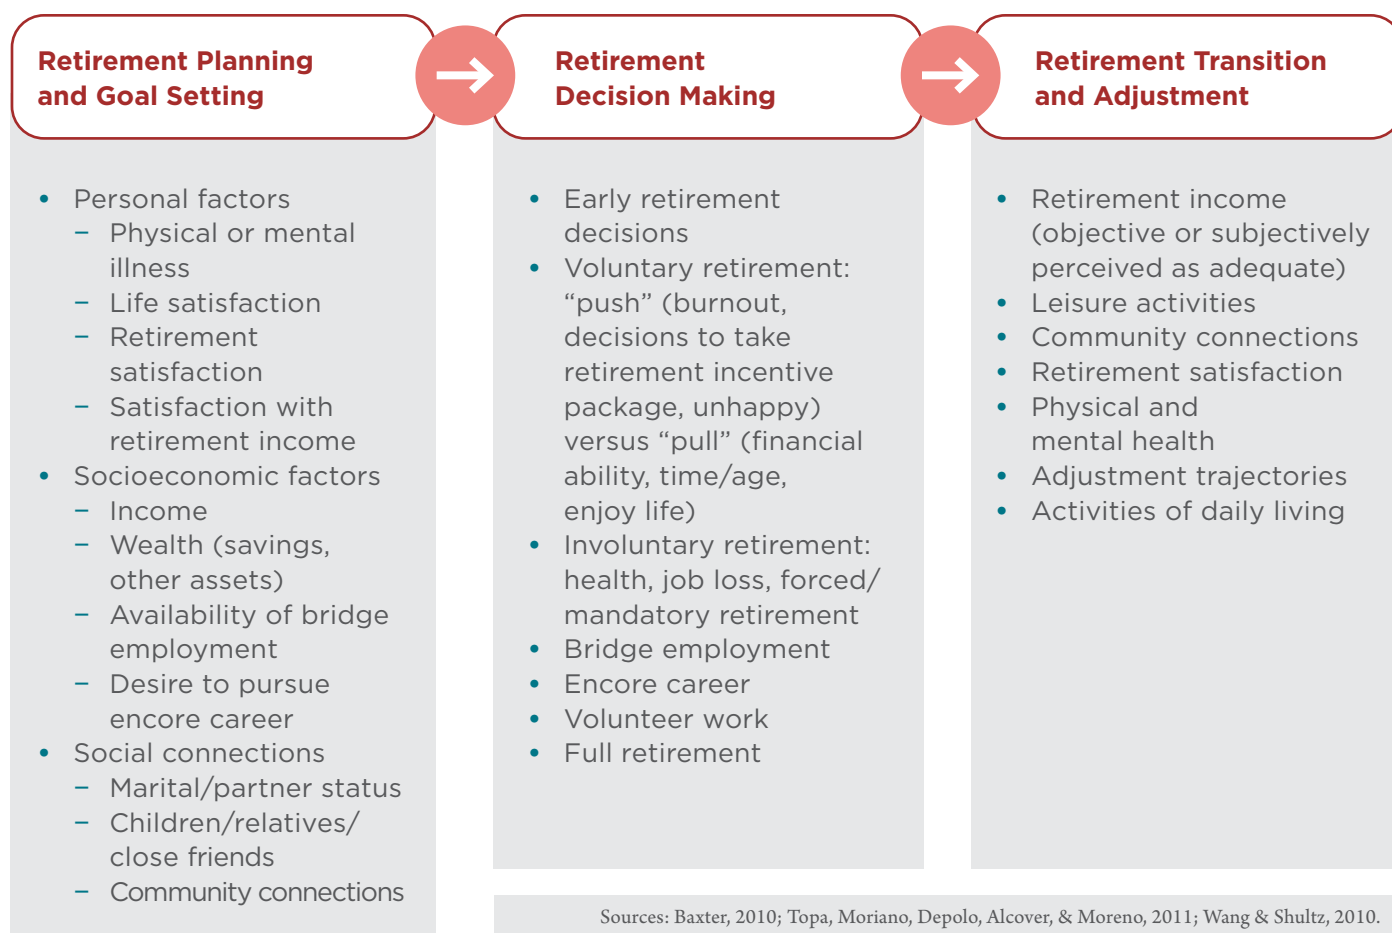 Retirement Planning
and Goal Setting
• Personal factors
– Physical or mental
illness
– Life satisfaction
– Retirement
satisfaction
– Satisfaction with
retirement income
• Socioeconomic factors
– Income
– Wealth (savings,
other assets)
– Availability of bridge
employment
– Desire to pursue
encore career
• Social connections
– Marital/partner status
– Children/relatives/
close friends
– Community connections
Retirement
Decision Making
• Early retirement
decisions
• Voluntary retirement:
“push” (burnout,
decisions to take
retirement incentive
package, unhappy)
versus “pull” (financial
ability, time/age,
enjoy life)
• Involuntary retirement:
health, job loss, forced/
mandatory retirement
• Bridge employment
• Encore career
• Volunteer work
• Full retirement
Retirement Transition
and Adjustment
• Retirement income
(objective or subjectively
perceived as adequate)
• Leisure activities
• Community connections
• Retirement satisfaction
• Physical and
mental health
• Adjustment trajectories
• Activities of daily living
Sources: Baxter, 2010; Topa, Moriano, Depolo, Alcover, & Moreno, 2011; Wang & Shultz, 2010.